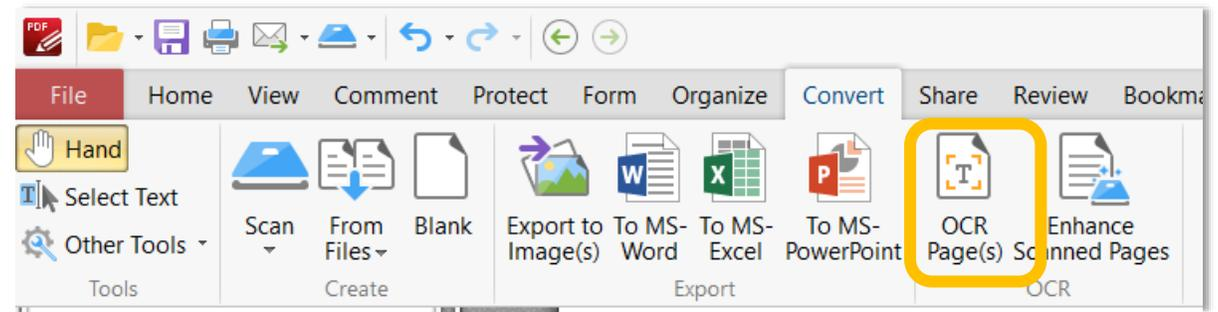 PDF
File Home View Comment Protect Form Organize Convert Share Review Bookma
Hand
Select Text
Other Tools
Tools
Scan
From
Files
Blank
Create
Export to
Image(s)
To MS-
Word
To MS-
Excel
To MS-
PowerPoint
Export
OCR
Page(s)
Enhance
Scanned Pages
OCR